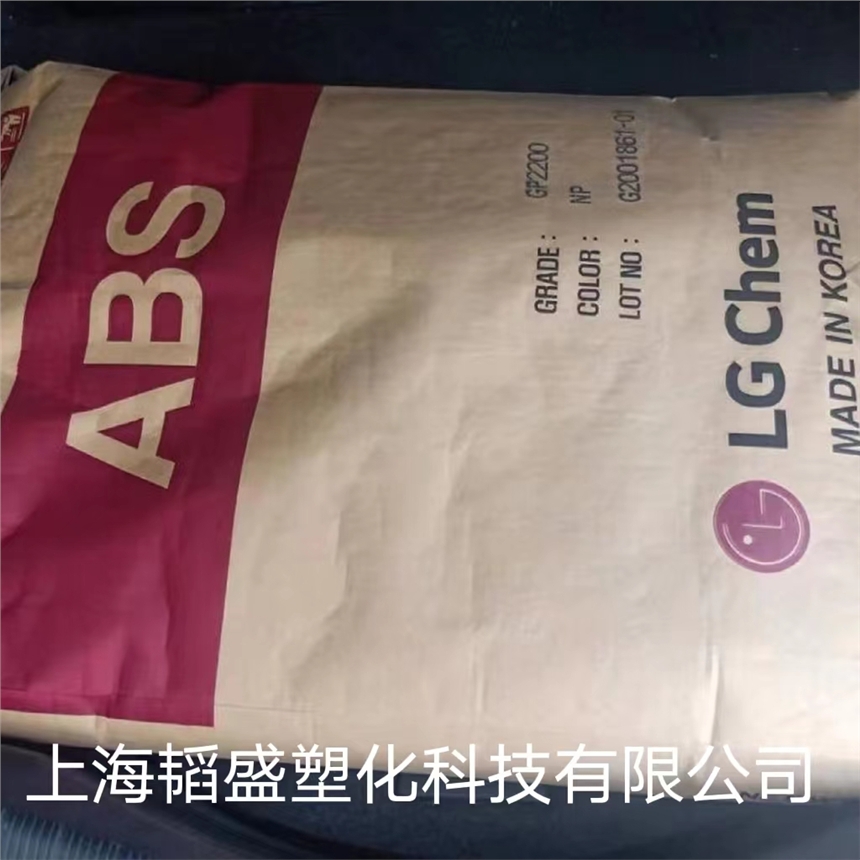 ABS
GRADE : GP2200
COLOR : NP
LOT NO : G2001861-01
LG Chem
MADE IN KOREA
上海韬盛塑化科技有限公司